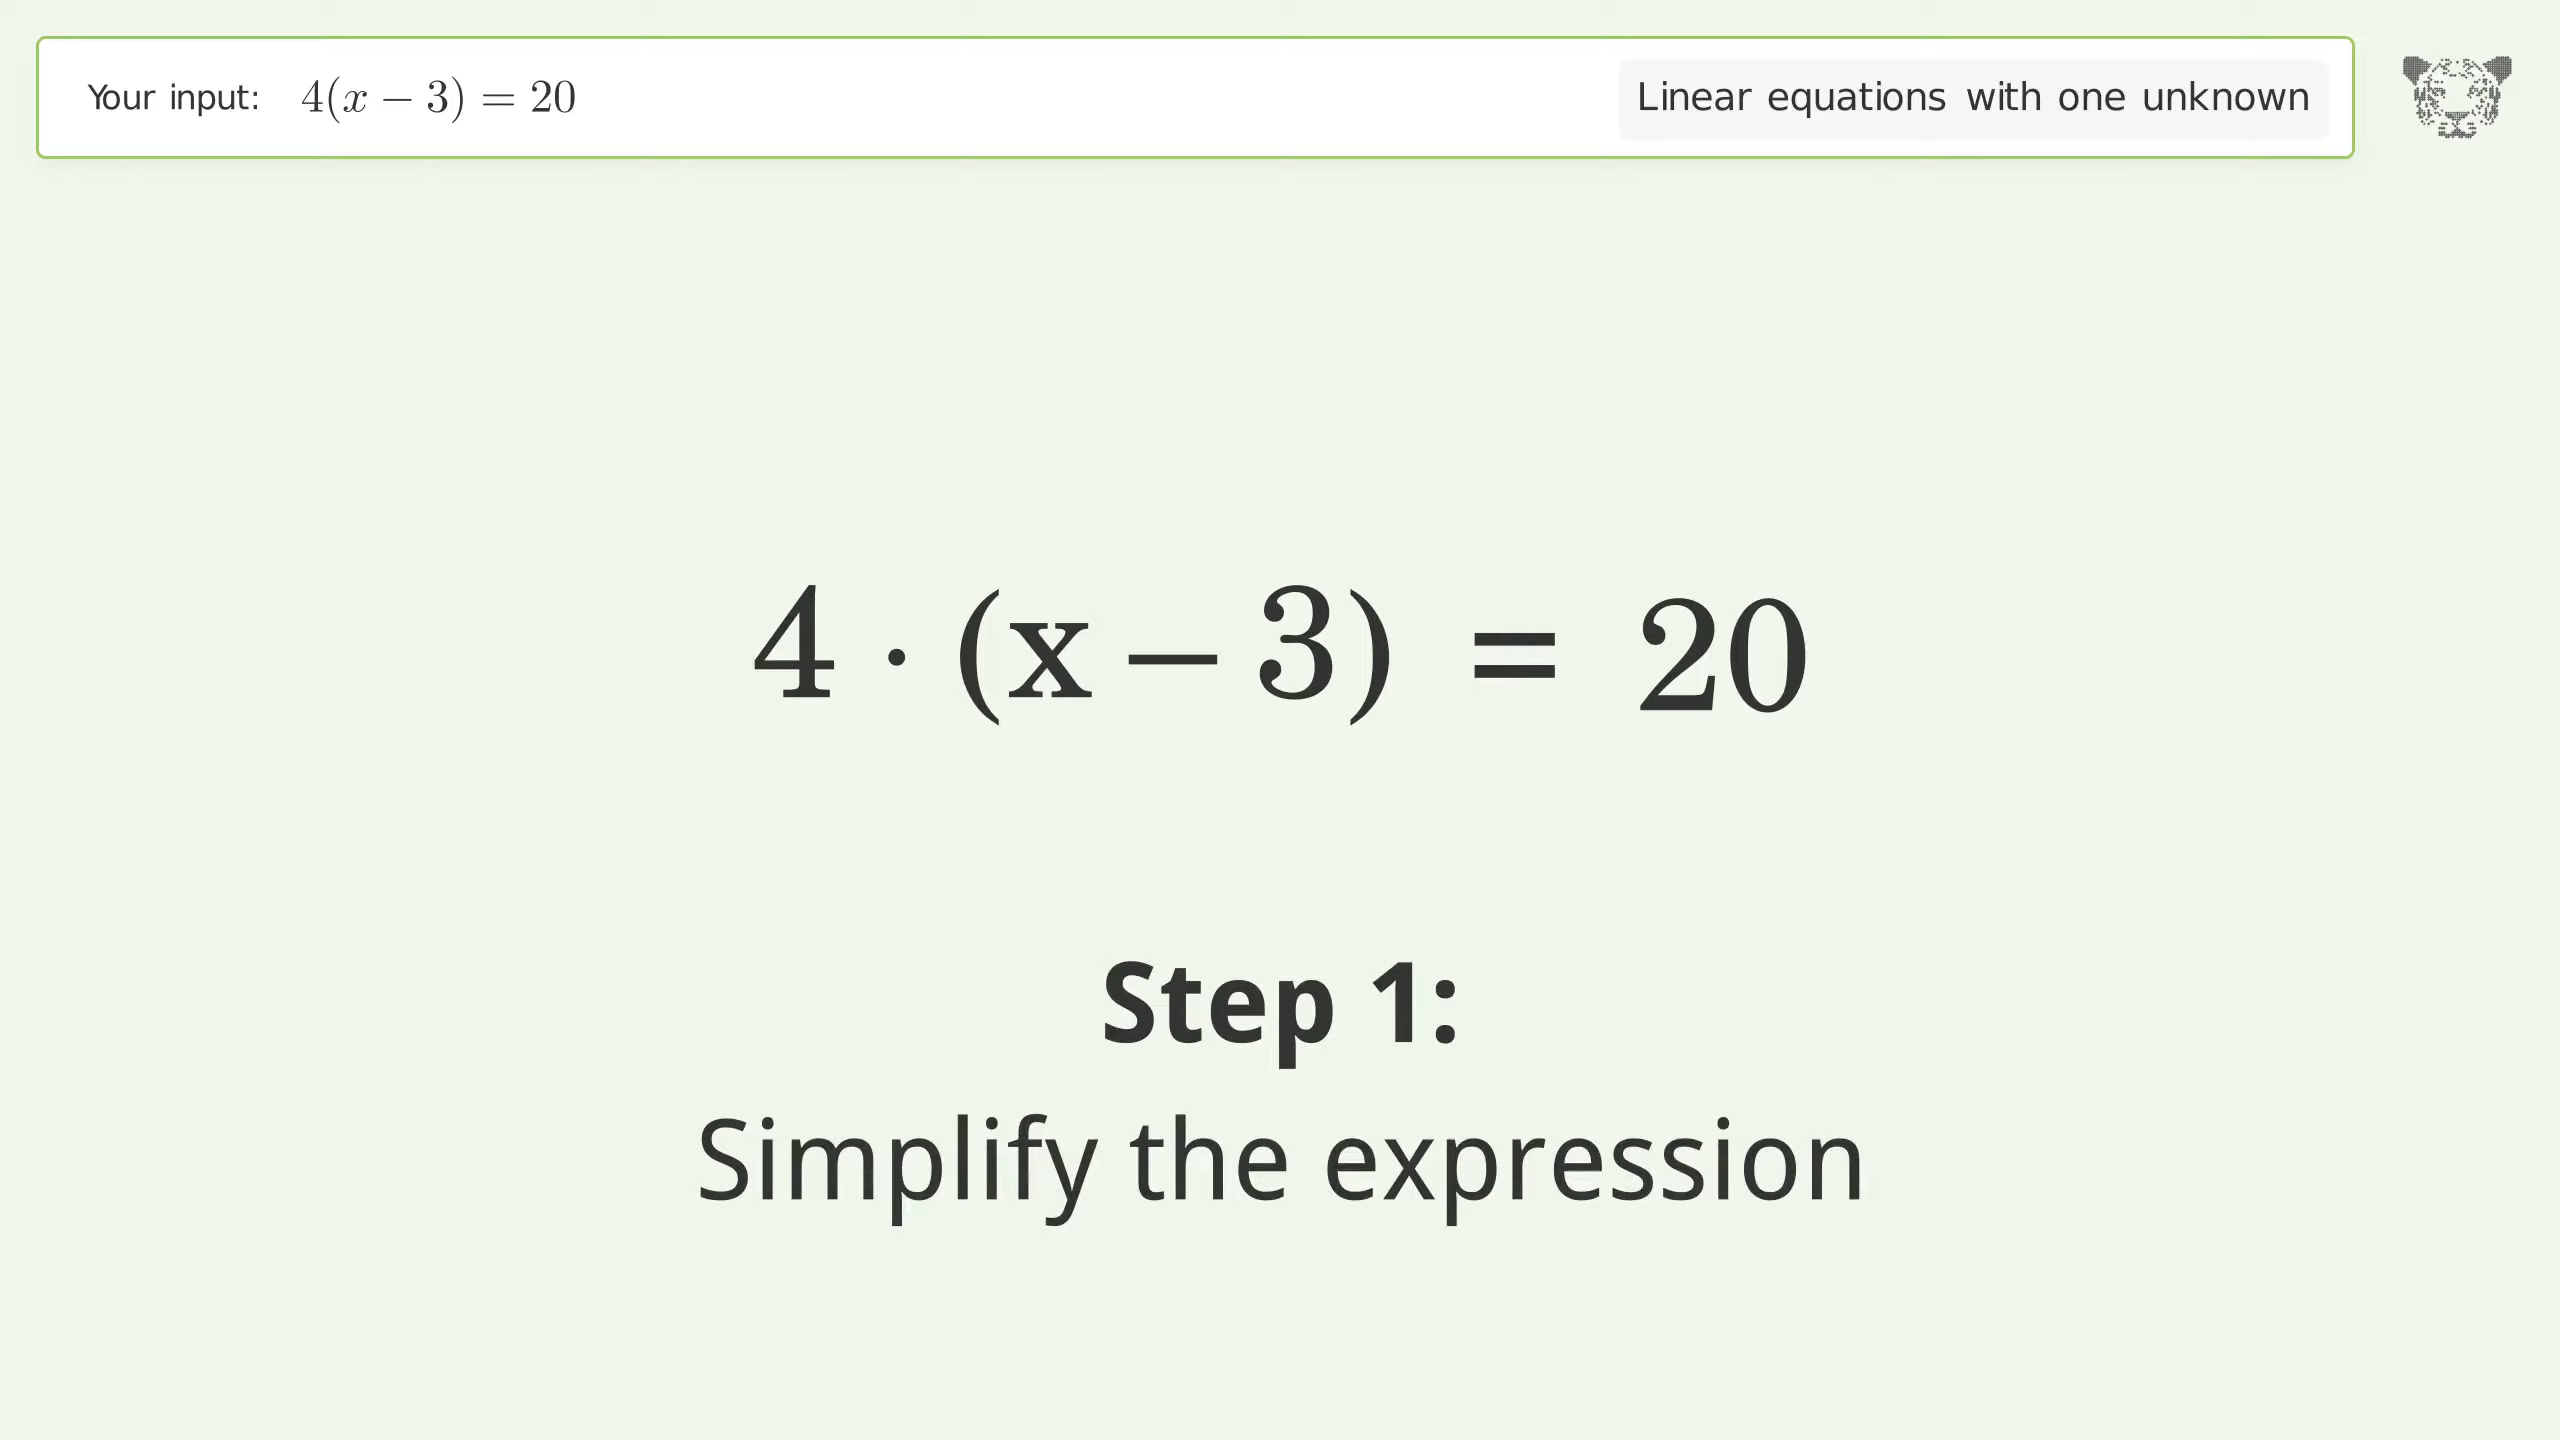 Your input: 4(x − 3) = 20
Linear equations with one unknown
4 · (x – 3) = 20
Step 1:
Simplify the expression